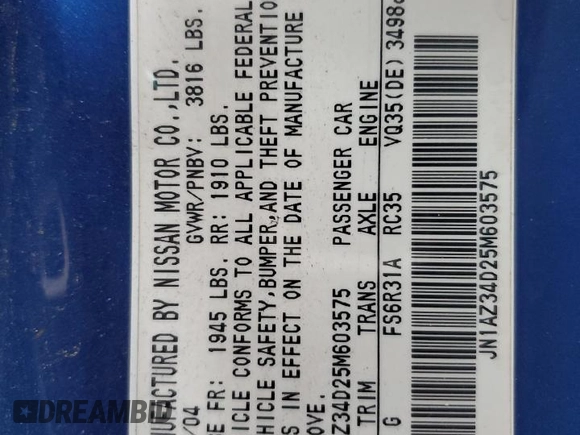 NUFACTURED BY NISSAN MOTOR CO.,LTD.
/04 GVWR/PNBV: 3816 LBS.
E FR: 1945 LBS. RR: 1910 LBS.
ICLE CONFORMS TO ALL APPLICABLE FEDERAL
HICLE SAFETY,BUMPER,AND THEFT PREVENTIO
S IN EFFECT ON THE DATE OF MANUFACTURE
OVE.
Z34D25M603575 PASSENGER CAR
TRIM TRANS AXLE ENGINE
G FS6R31A RC35 VQ35(DE) 3498
JN1AZ34D25M603575
DREAMBID